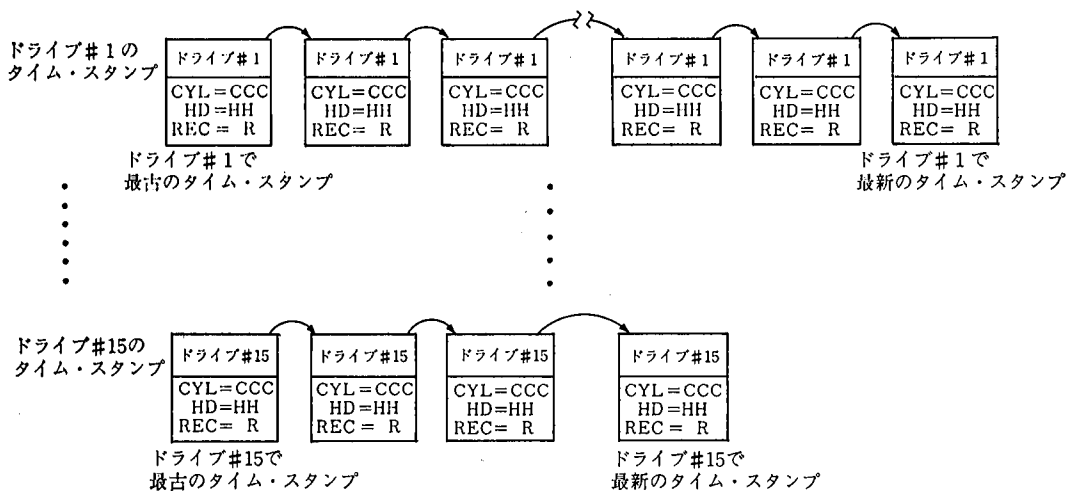 ドライブ#1の
タイム・スタンプ
ドライブ#1 ドライブ#1 ドライブ#1 ドライブ#1 ドライブ#1 ドライブ#1
CYL=CCC CYL=CCC CYL=CCC CYL=CCC CYL=CCC CYL=CCC
HD=HH HD=HH HD=HH HD=HH HD=HH HD=HH
REC= R REC= R REC= R REC= R REC= R REC= R
ドライブ#1で
最古のタイム・スタンプ
ドライブ#1で
最新のタイム・スタンプ
ドライブ#15の
タイム・スタンプ
ドライブ#15 ドライブ#15 ドライブ#15 ドライブ#15
CYL=CCC CYL=CCC CYL=CCC CYL=CCC
HD=HH HD=HH HD=HH HD=HH
REC= R REC= R REC= R REC= R
ドライブ#15で
最古のタイム・スタンプ
ドライブ#15で
最新のタイム・スタンプ